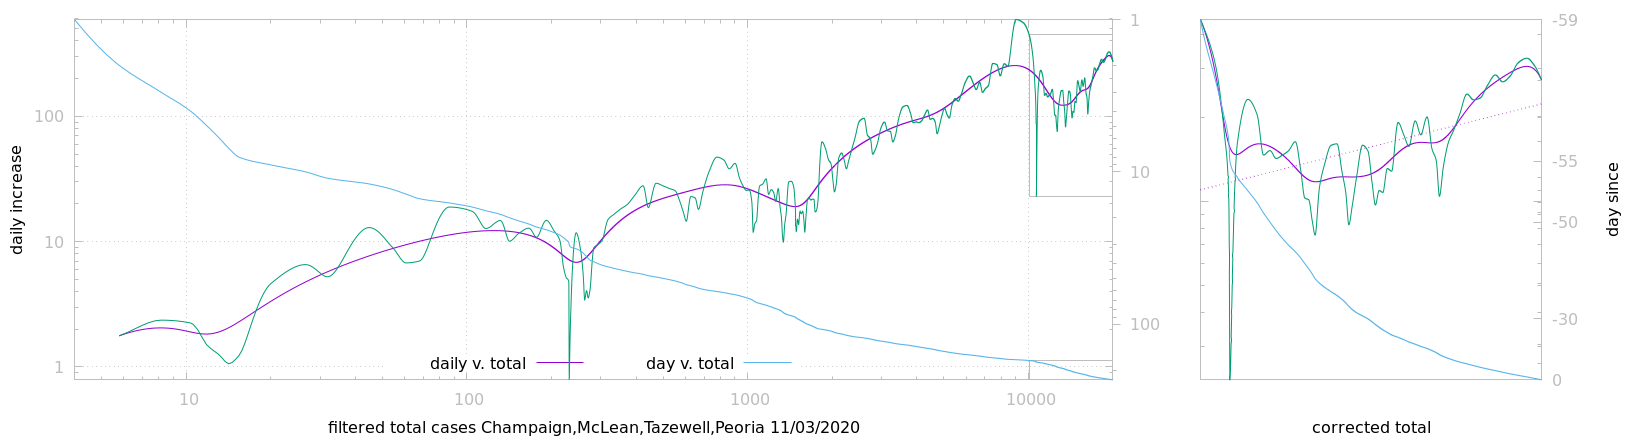 daily increase
100
10
1
10
100
1000
10000
1
10
100
daily v. total
day v. total
filtered total cases Champaign,McLean,Tazewell,Peoria 11/03/2020
-59
-55
-50
-30
0
day since
corrected total